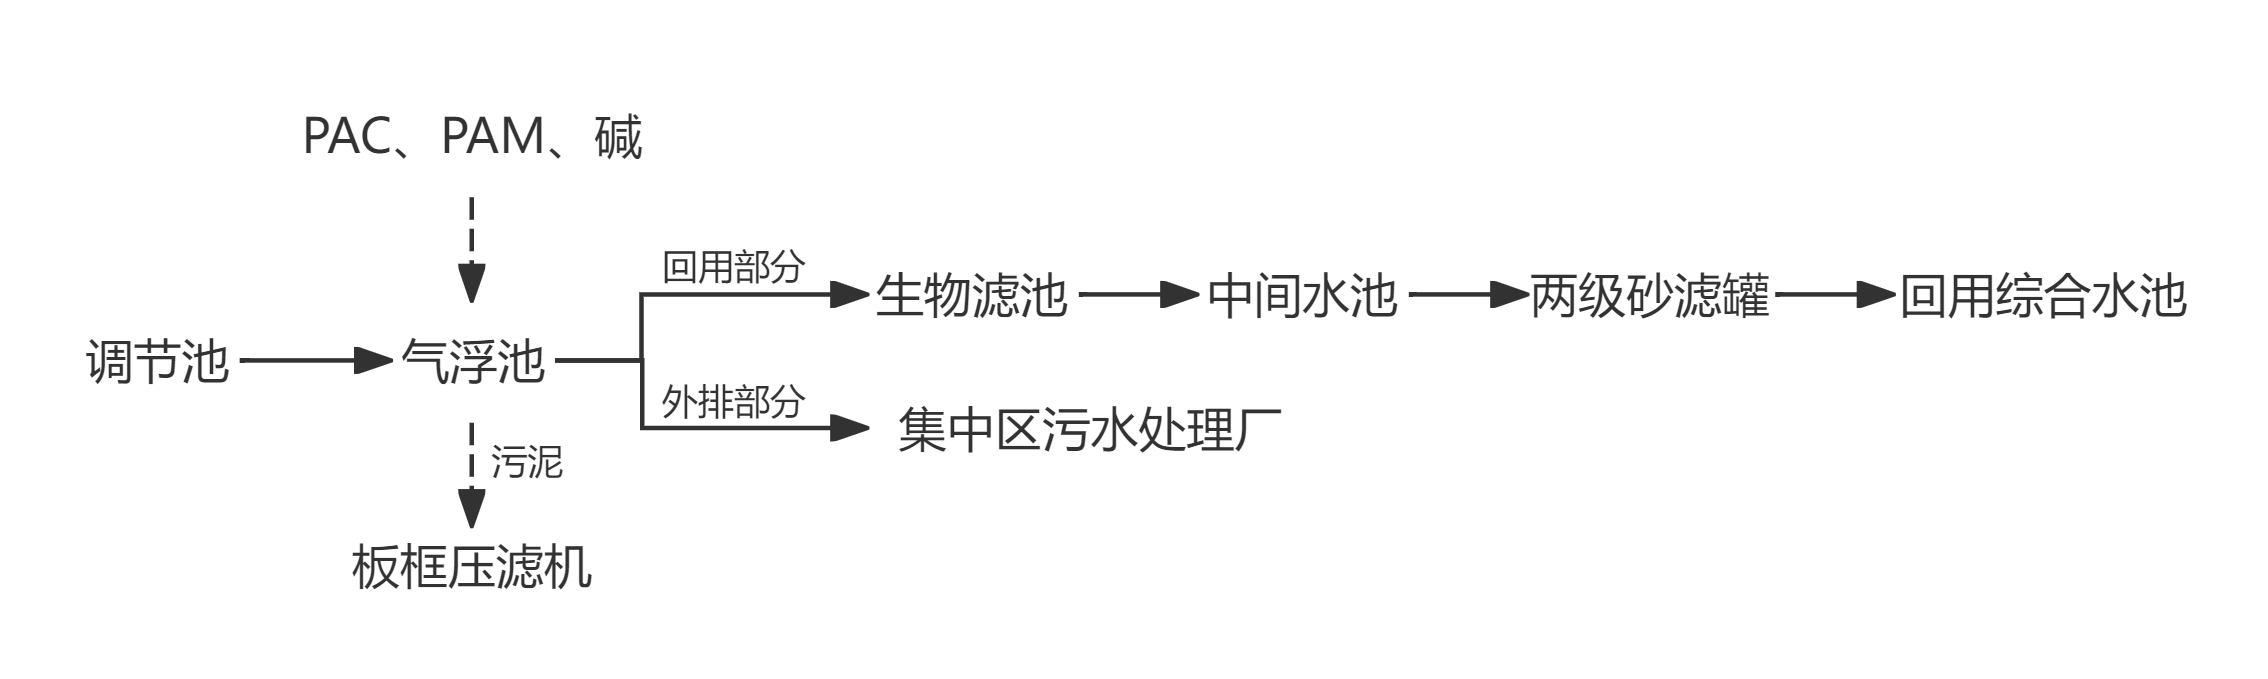 PAC、PAM、碱
回用部分
生物滤池
中间水池
两级砂滤罐
回用综合水池
调节池
气浮池
外排部分
集中区污水处理厂
污泥
板框压滤机